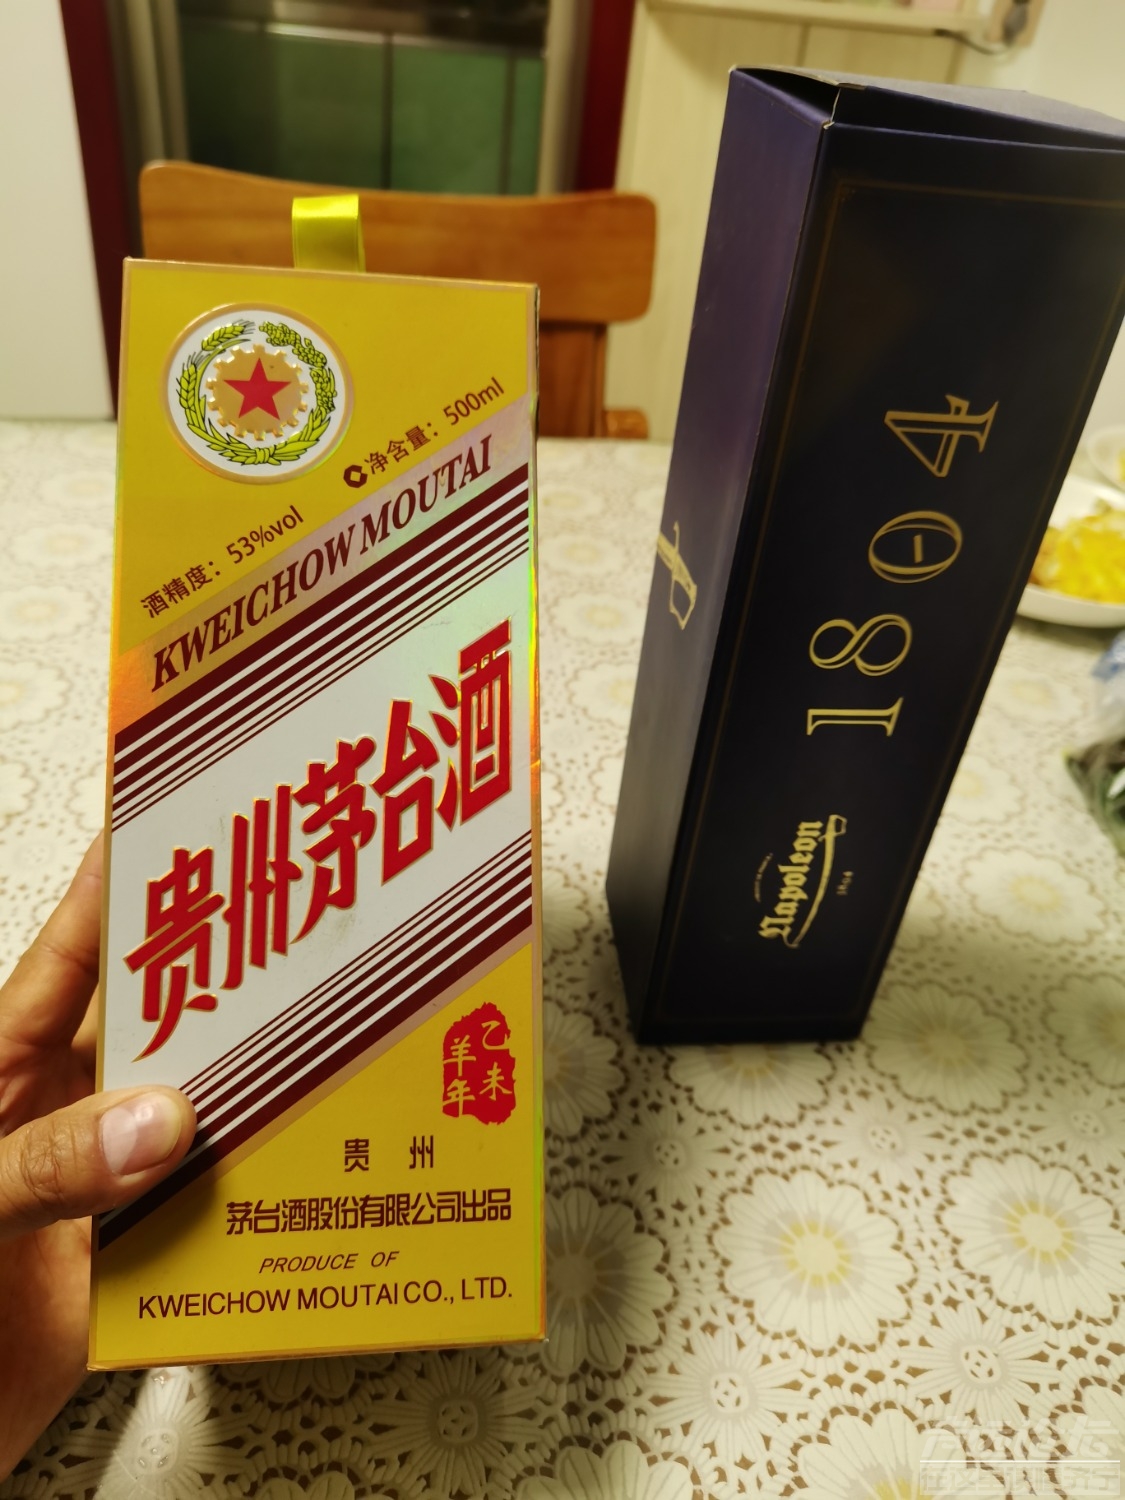 净含量：500ml
酒精度：53%vol
KWEICHOW MOUTAI
贵州茅台酒
乙未
羊年
贵 州
茅台酒股份有限公司出品
PRODUCE OF
KWEICHOW MOUTAI CO., LTD.
1804
Napoleon
1804